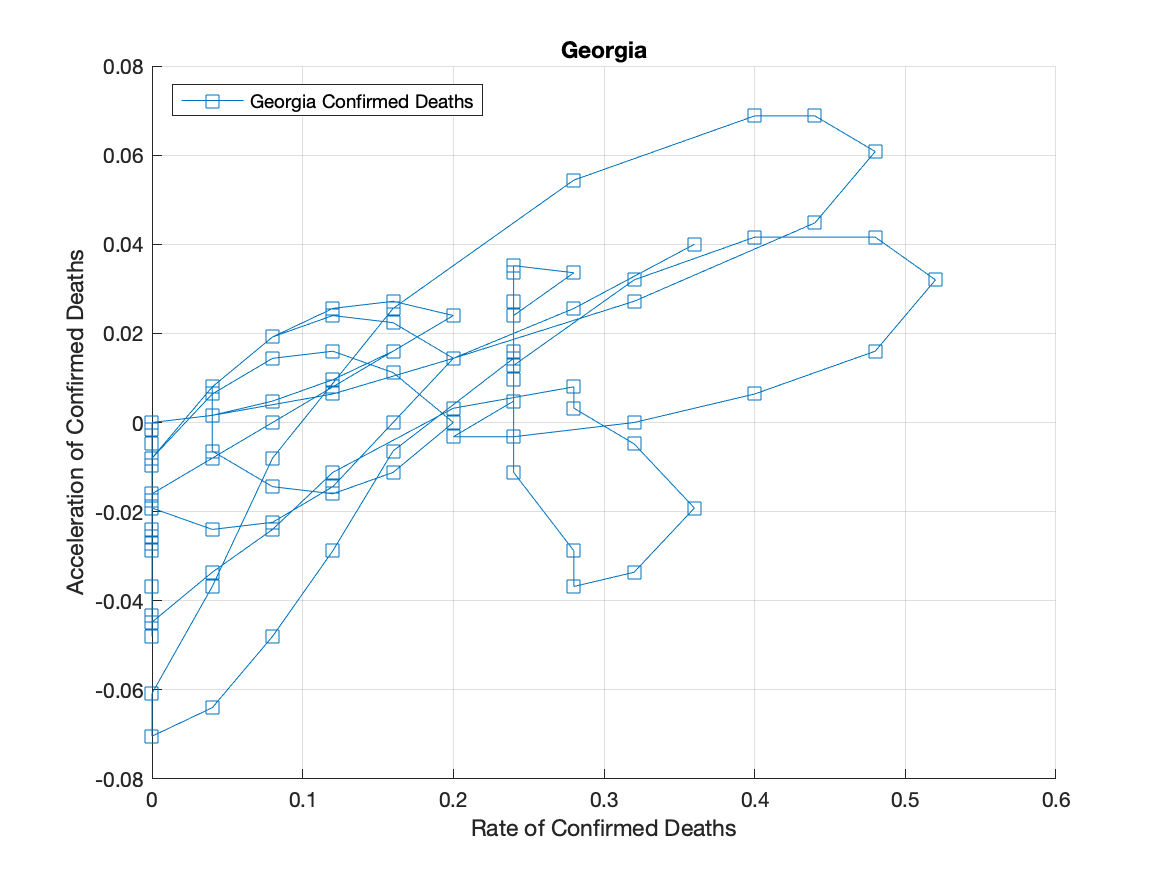 Georgia
Georgia Confirmed Deaths
0.08
0.06
0.04
0.02
0
-0.02
-0.04
-0.06
-0.08
Acceleration of Confirmed Deaths
0 0.1 0.2 0.3 0.4 0.5 0.6
Rate of Confirmed Deaths